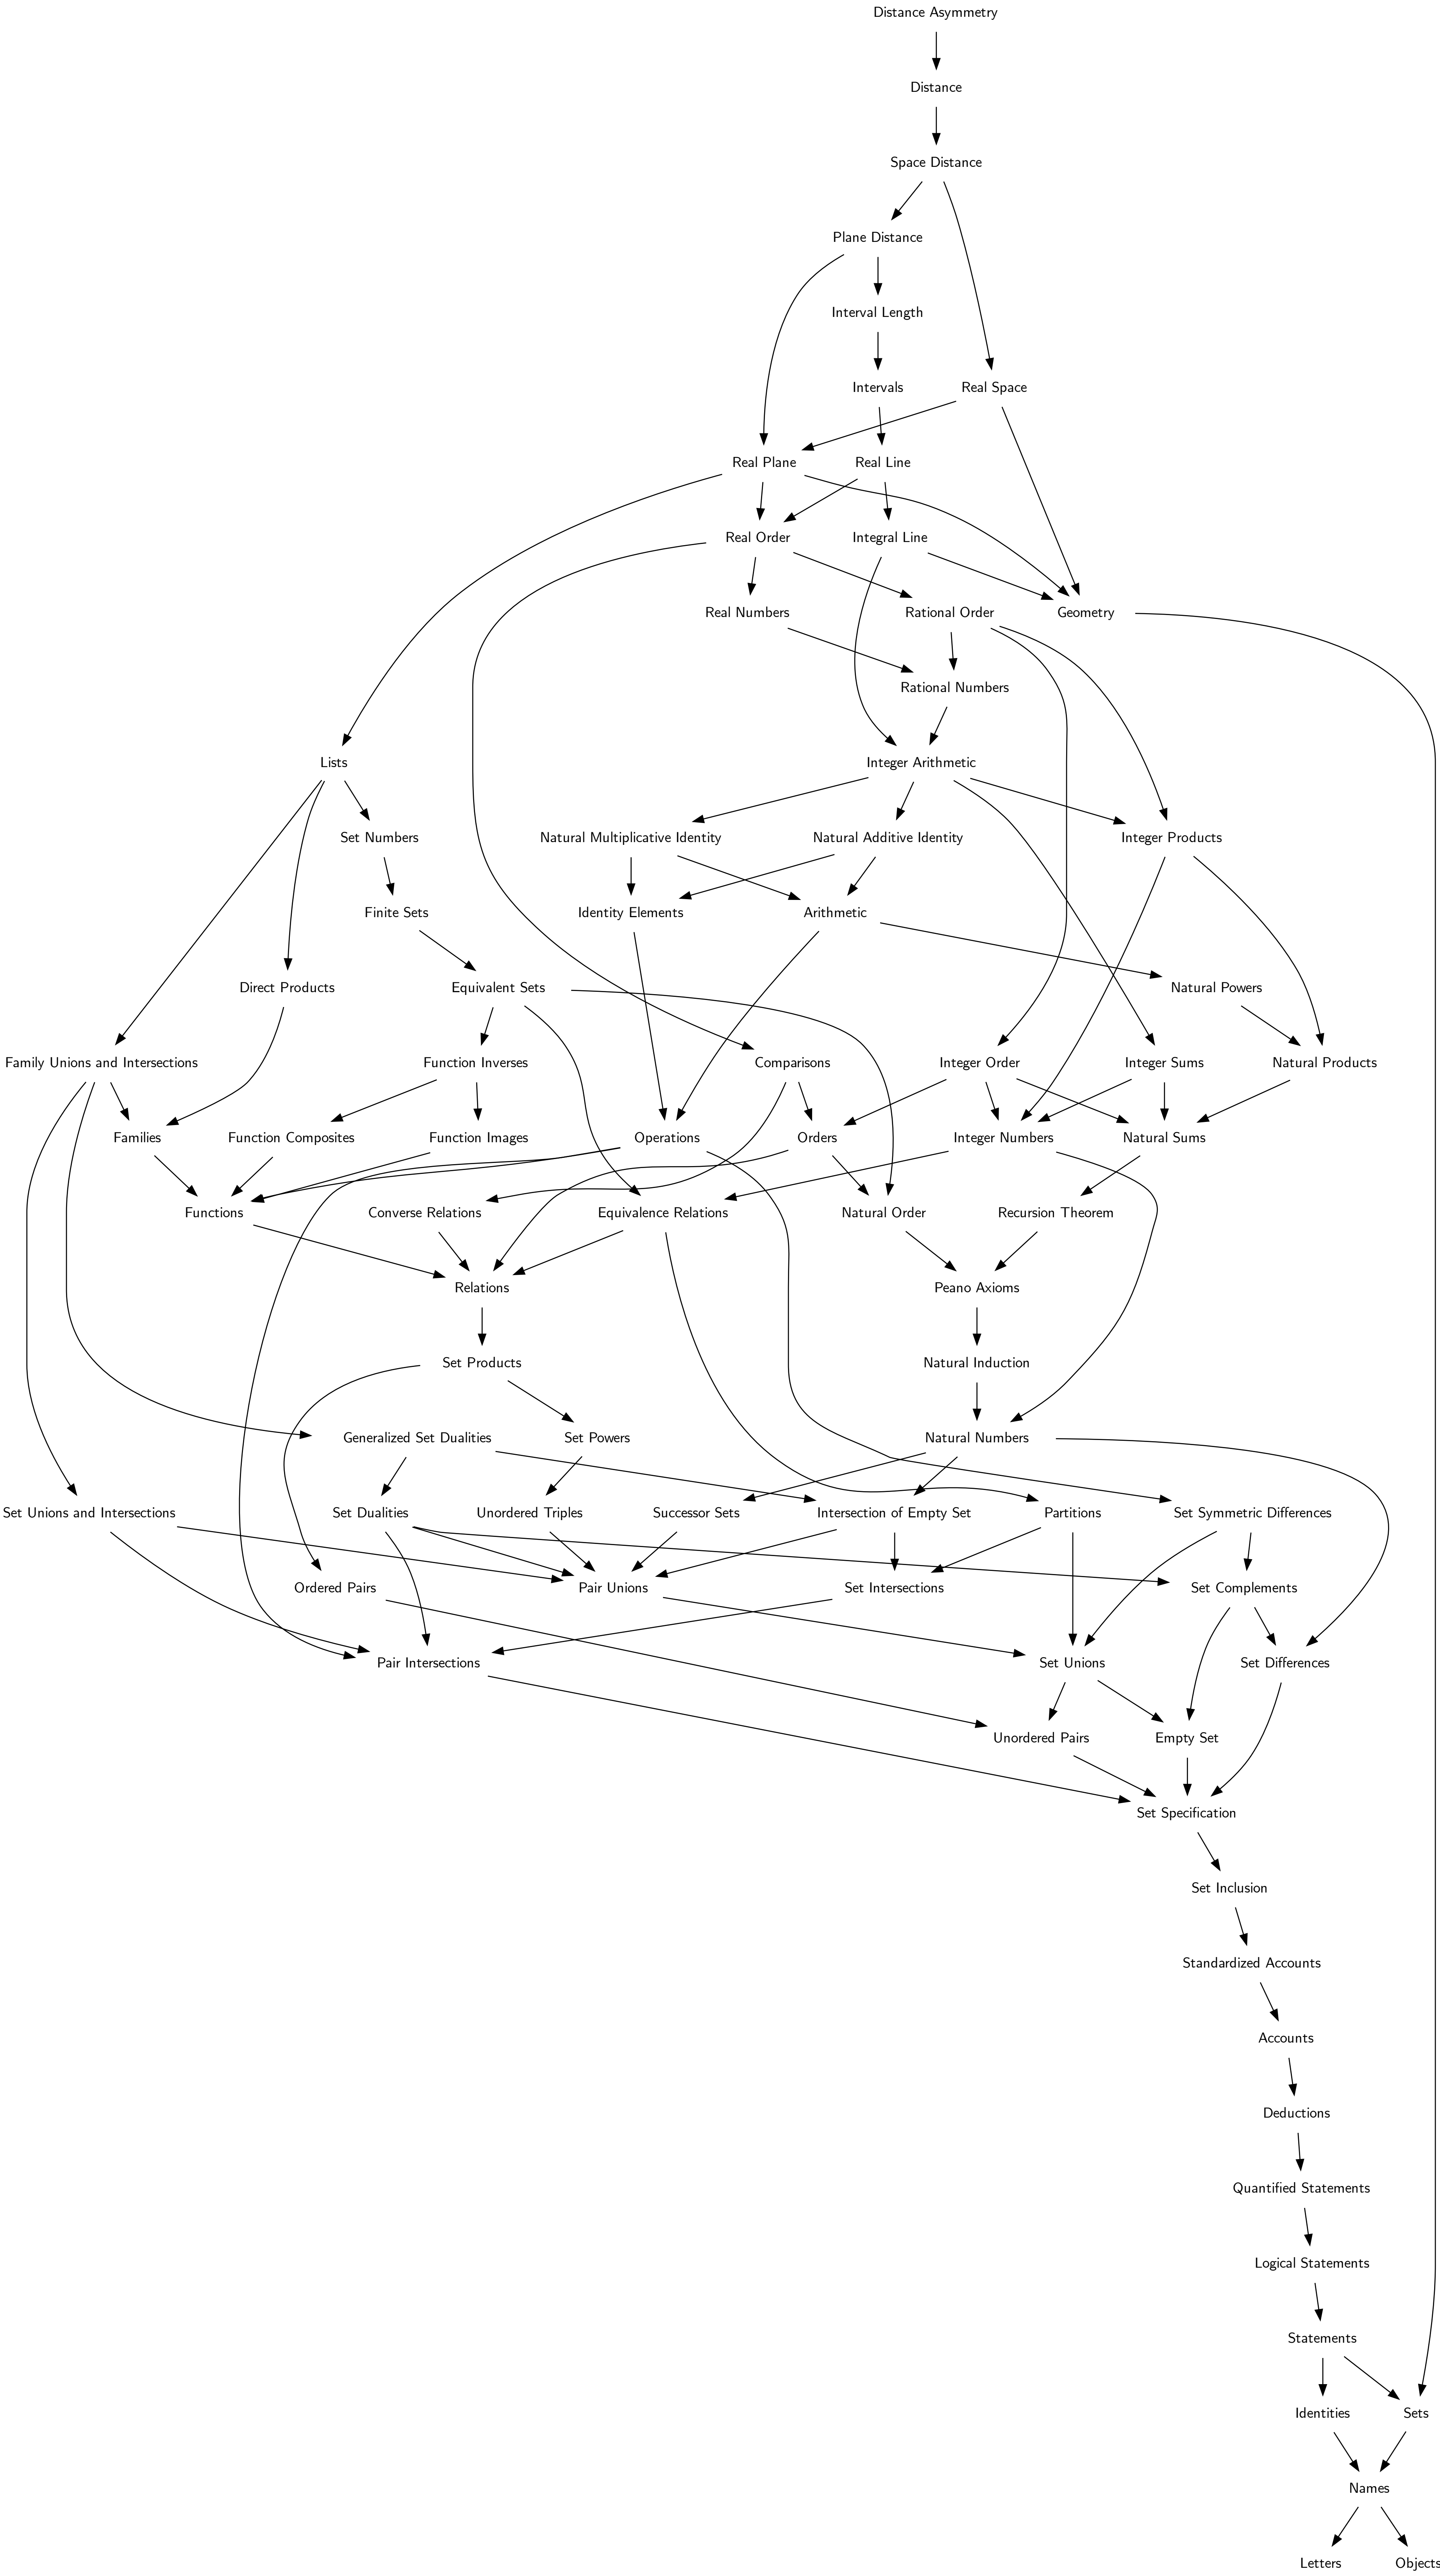 Distance Asymmetry
Distance
Space Distance
Plane Distance
Interval Length
Intervals
Real Space
Real Plane
Real Line
Real Order
Integral Line
Real Numbers
Rational Order
Geometry
Rational Numbers
Lists
Integer Arithmetic
Set Numbers
Natural Multiplicative Identity
Natural Additive Identity
Integer Products
Finite Sets
Identity Elements
Arithmetic
Direct Products
Equivalent Sets
Natural Powers
Family Unions and Intersections
Function Inverses
Comparisons
Integer Order
Integer Sums
Natural Products
Families
Function Composites
Function Images
Operations
Orders
Integer Numbers
Natural Sums
Functions
Converse Relations
Equivalence Relations
Natural Order
Recursion Theorem
Relations
Peano Axioms
Set Products
Natural Induction
Generalized Set Dualities
Set Powers
Natural Numbers
Set Unions and Intersections
Set Dualities
Unordered Triples
Successor Sets
Intersection of Empty Set
Partitions
Set Symmetric Differences
Ordered Pairs
Pair Unions
Set Intersections
Set Complements
Pair Intersections
Set Unions
Set Differences
Unordered Pairs
Empty Set
Set Specification
Set Inclusion
Standardized Accounts
Accounts
Deductions
Quantified Statements
Logical Statements
Statements
Identities
Sets
Names
Letters
Objects